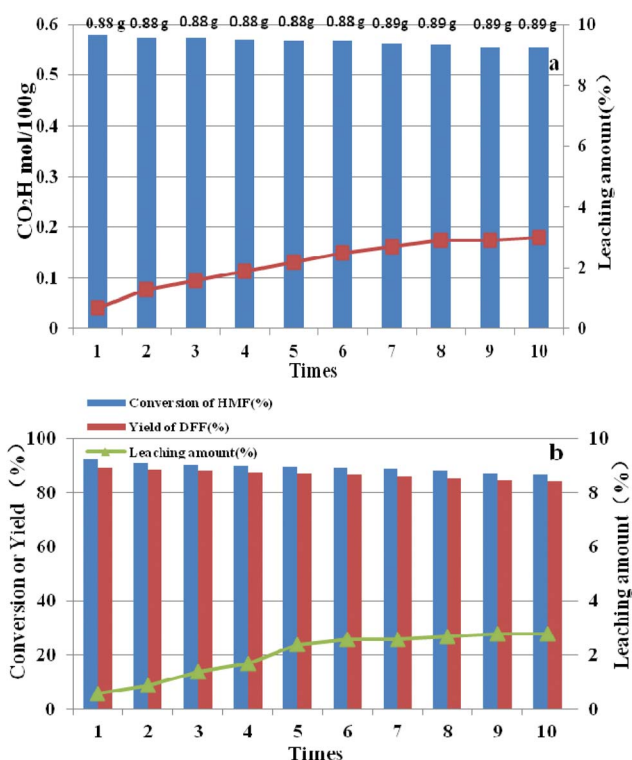 0.88 g 0.88 g 0.88 g 0.88 g 0.88 g 0.88 g 0.89g 0.89 g 0.89 g 0.89 g
a
CO₂H mol/100g
0.6
0.5
0.4
0.3
0.2
0.1
0
10
8
6
4
2
0
Leaching amount(%)
1 2 3 4 5 6 7 8 9 10
Times
Conversion of HMF(%)
Yield of DFF(%)
Leaching amount(%)
b
Conversion or Yield （%）
100
80
60
40
20
0
10
8
6
4
2
0
Leaching amount（%）
1 2 3 4 5 6 7 8 9 10
Times